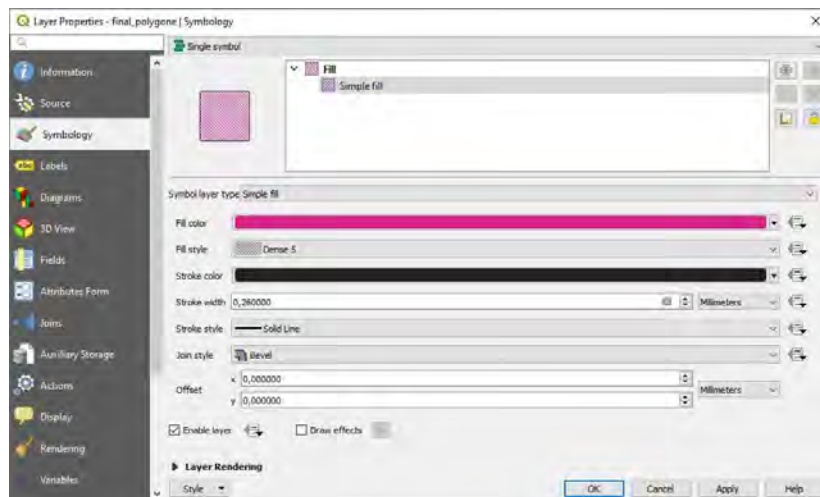 Layer Properties - final_polygone | Symbology
Single symbol
Information
Source
Symbology
Labels
Diagrams
3D View
Fields
Attributes Form
Joins
Auxiliary Storage
Actions
Display
Rendering
Variables
Fill
Simple fill
Symbol layer type Simple fill
Fill color
Fill style Dense 5
Stroke color
Stroke width 0,260000 Milimeters
Stroke style Solid Line
Join style Bevel
Offset
x 0,000000
y 0,000000
Milimeters
Enable layer Draw effects
Layer Rendering
Style OK Cancel Apply Help